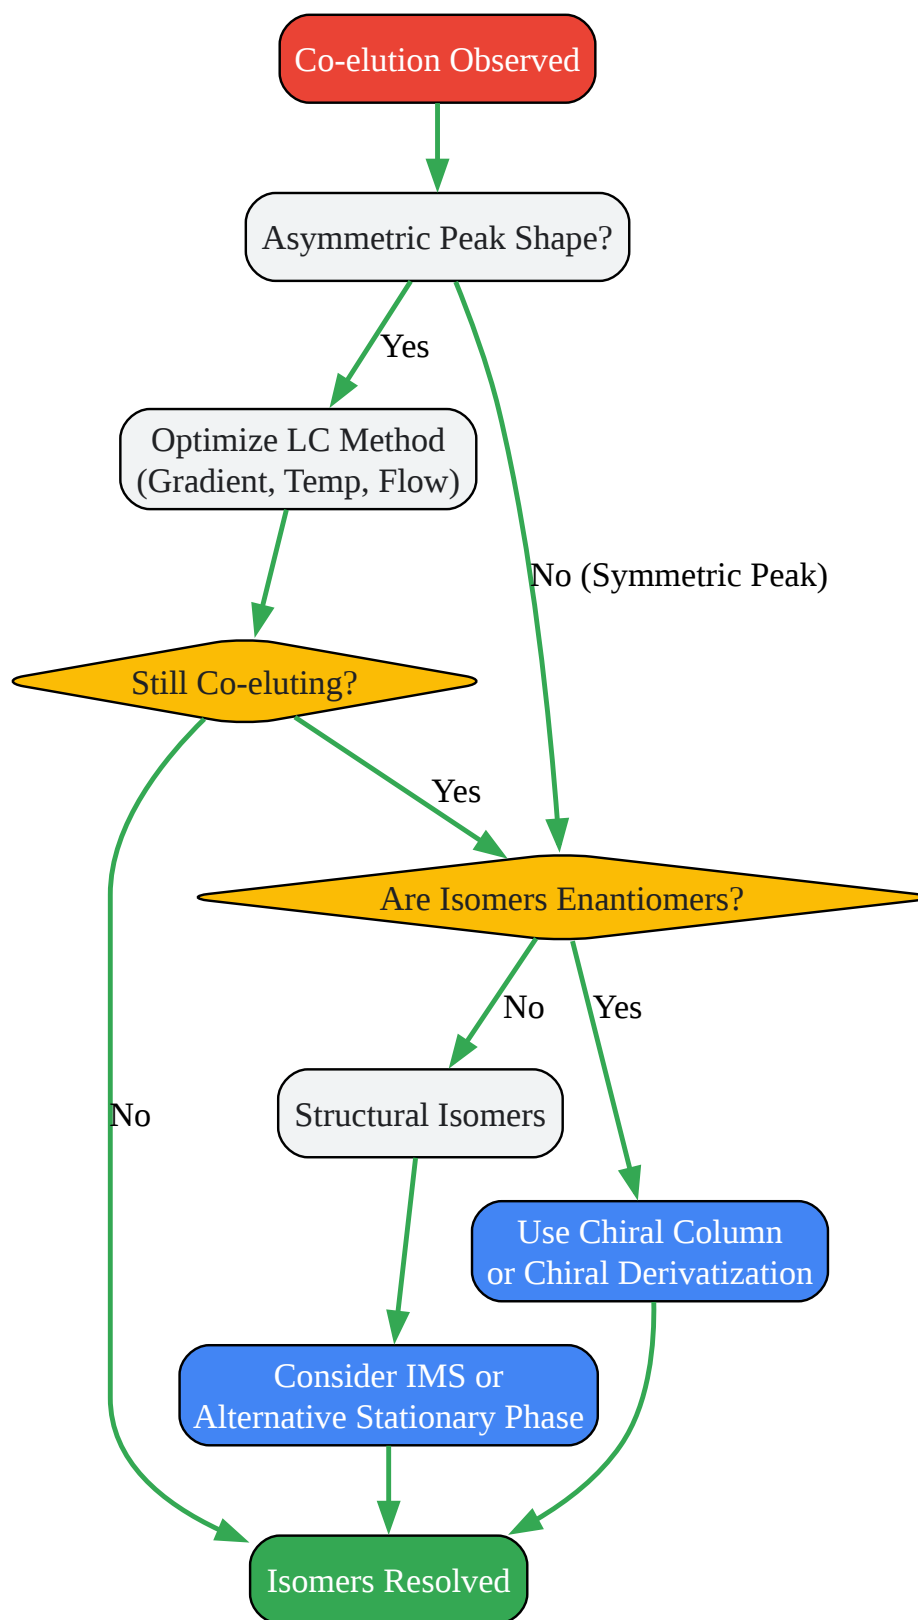 Co-elution Observed
Asymmetric Peak Shape?
Yes
Optimize LC Method
(Gradient, Temp, Flow)
No (Symmetric Peak)
Still Co-eluting?
Yes
Are Isomers Enantiomers?
No
Yes
Structural Isomers
No
Use Chiral Column
or Chiral Derivatization
Consider IMS or
Alternative Stationary Phase
Isomers Resolved